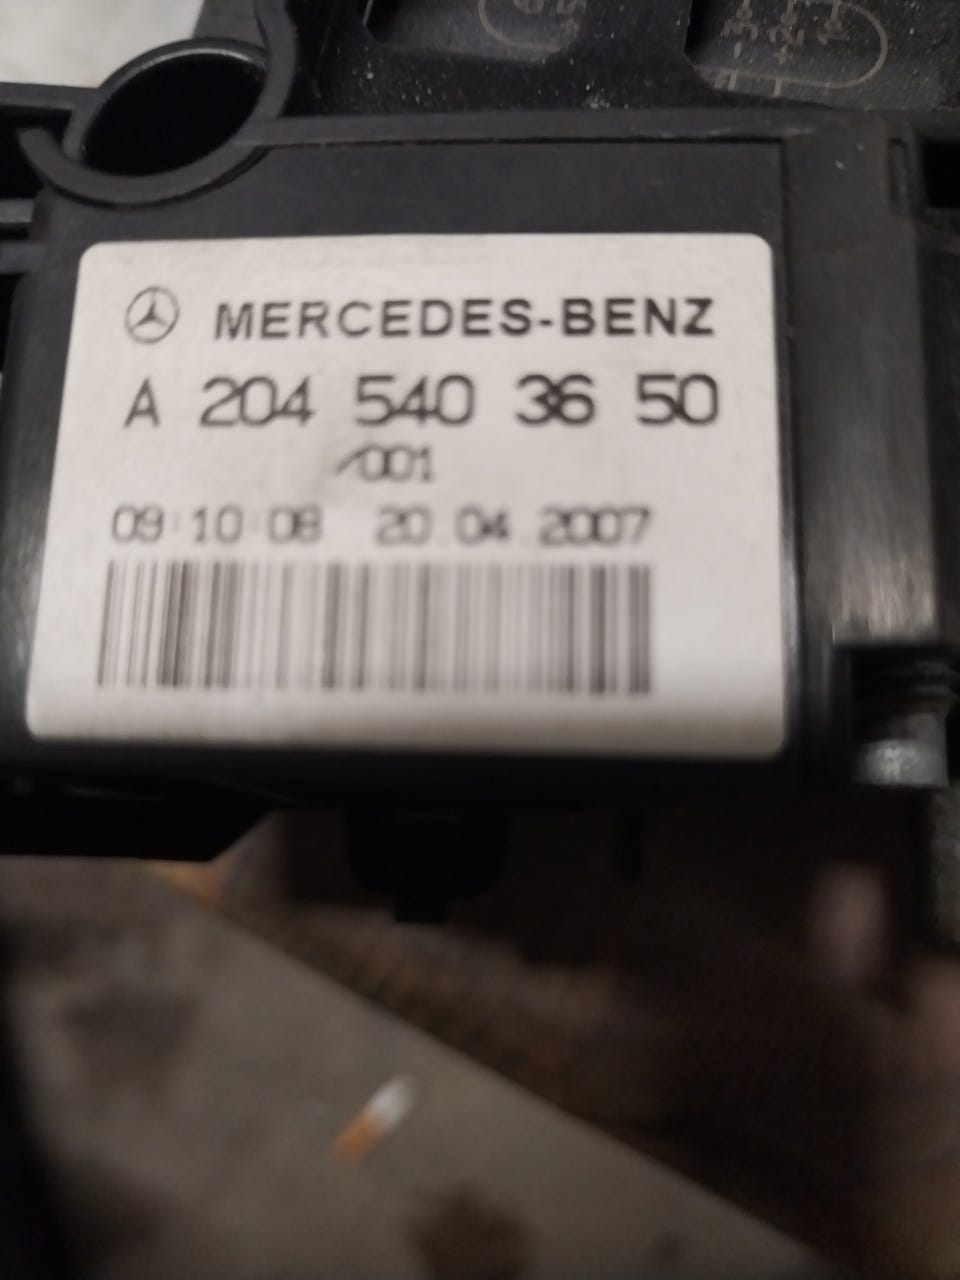 MERCEDES-BENZ
A 204 540 36 50
/001
09:10:08 20.04.2007